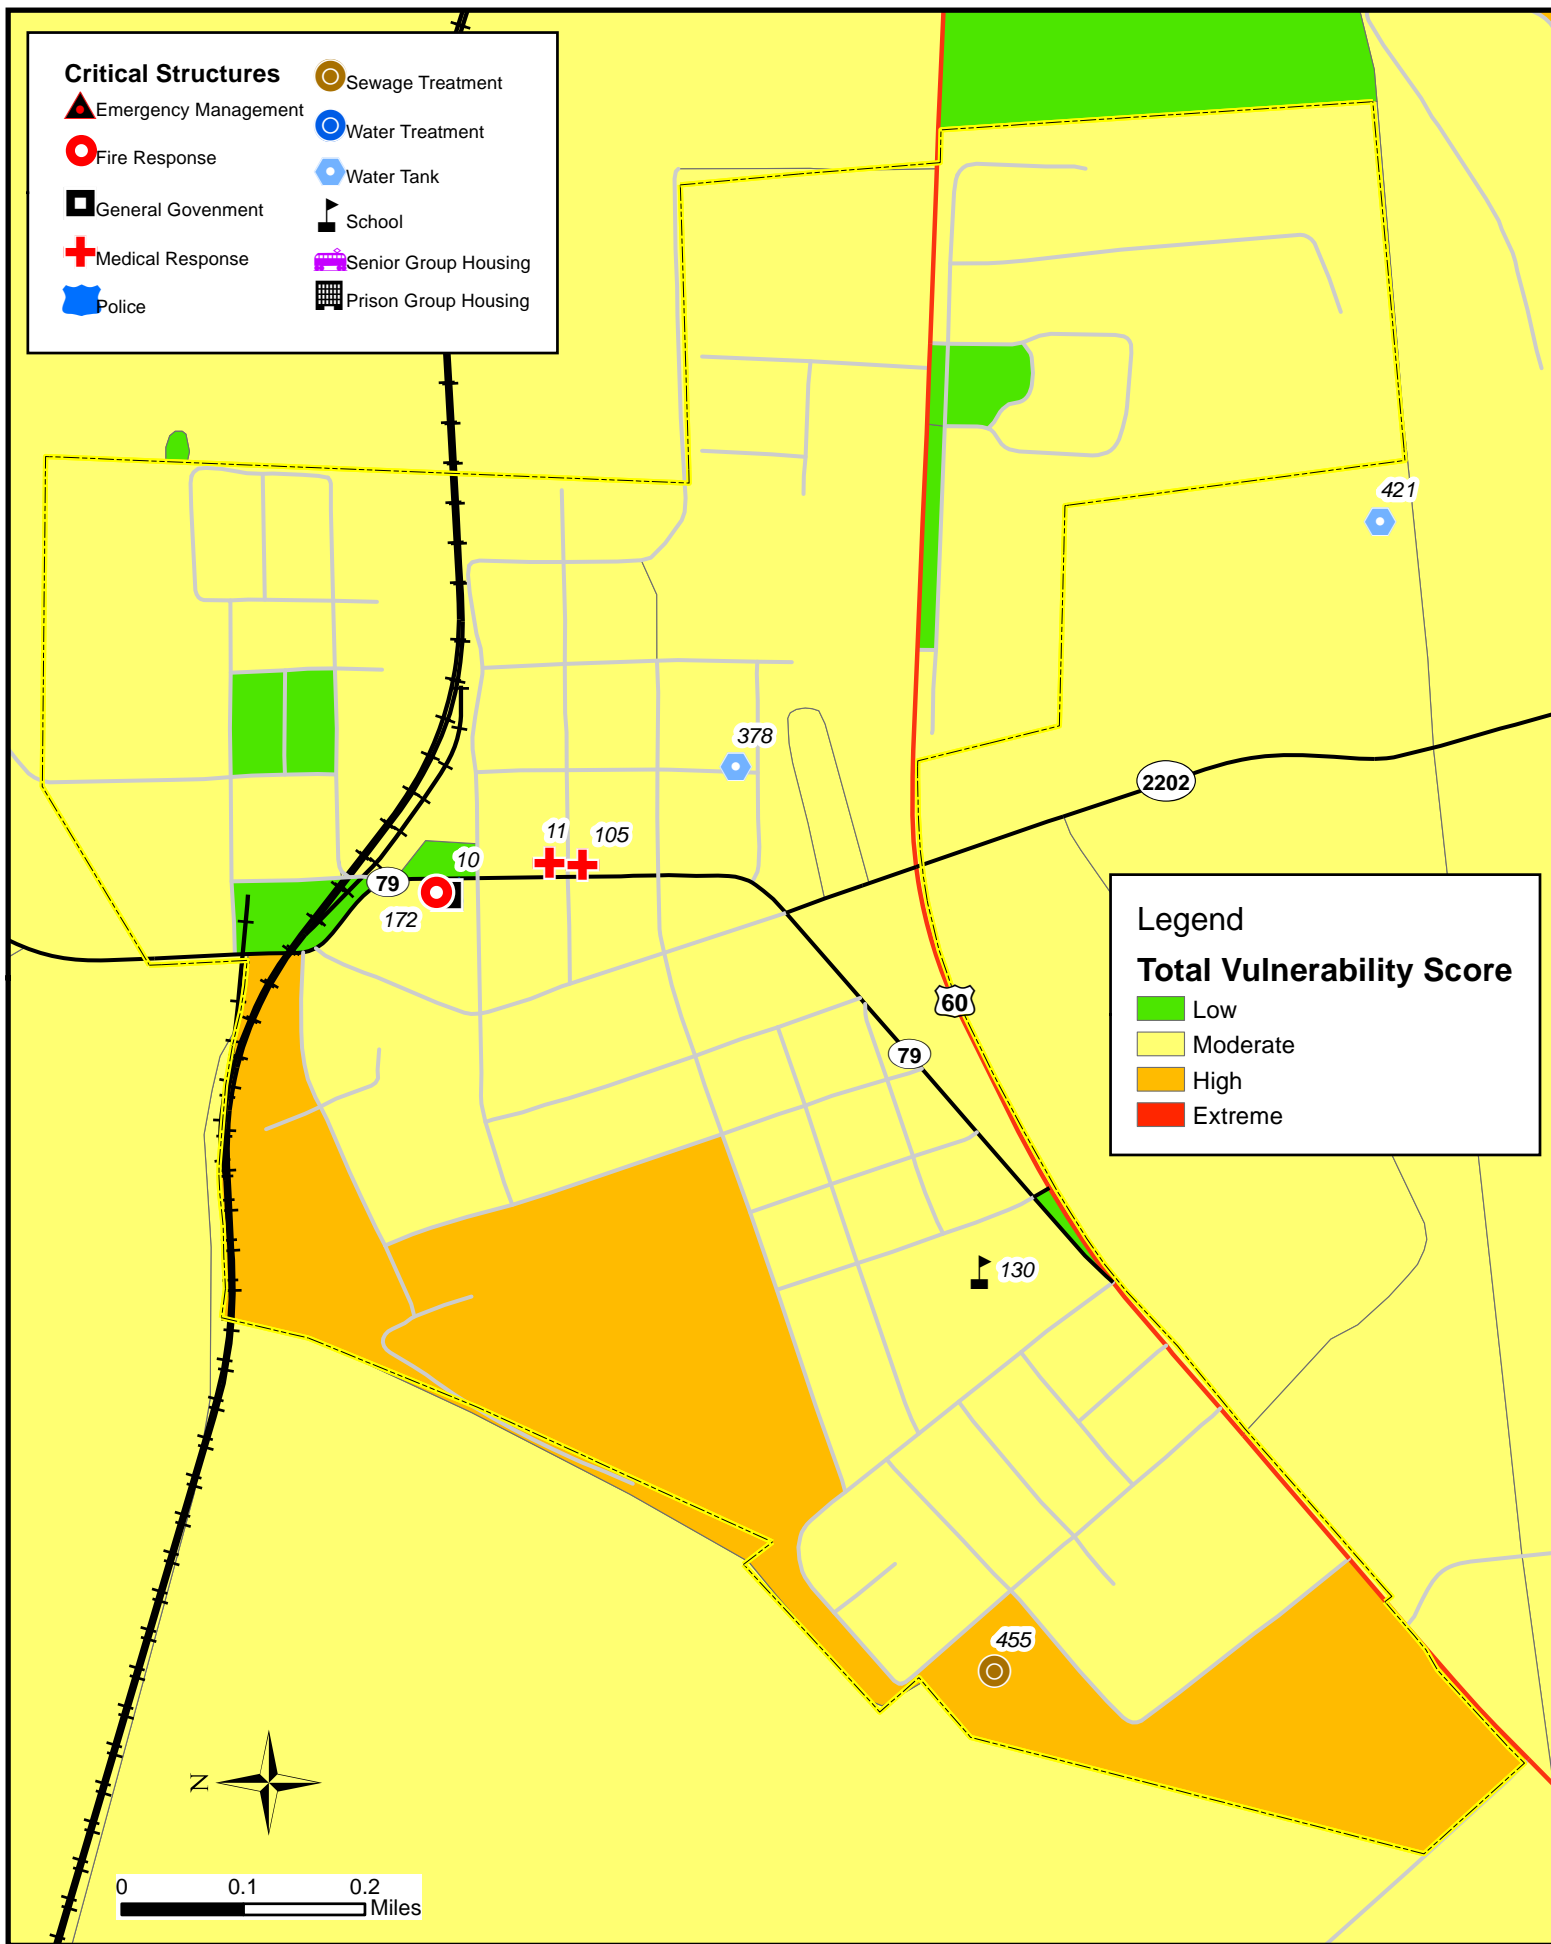 Critical Structures
Emergency Management
Fire Response
General Govenment
Medical Response
Police
Sewage Treatment
Water Treatment
Water Tank
School
Senior Group Housing
Prison Group Housing
421
378
2202
11
105
10
79
172
60
79
130
455
Legend
Total Vulnerability Score
Low
Moderate
High
Extreme
N
0 0.1 0.2
Miles